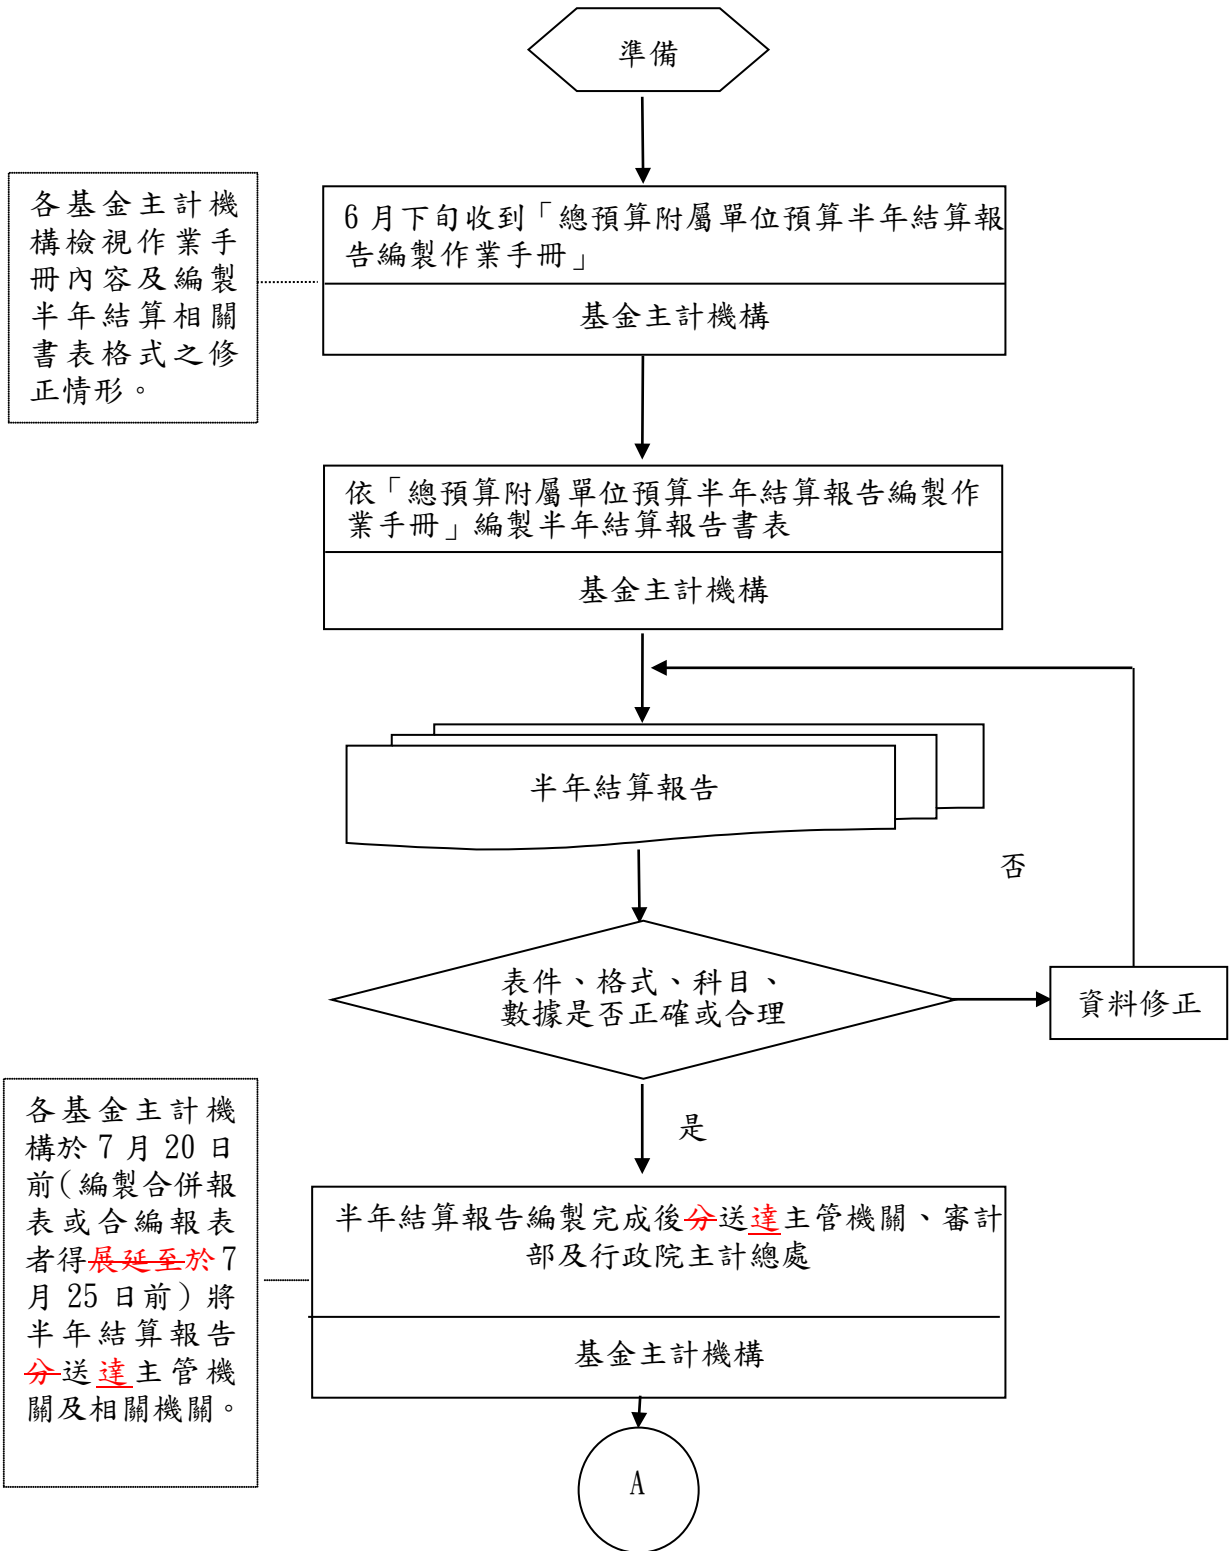 準備
各基金主計機
構檢視作業手
冊內容及編製
半年結算相關
書表格式之修
正情形。
6月下旬收到「總預算附屬單位預算半年結算報
告編製作業手冊」
基金主計機構
依「總預算附屬單位預算半年結算報告編製作
業手冊」編製半年結算報告書表
基金主計機構
半年結算報告
否
表件、格式、科目、
數據是否正確或合理
資料修正
是
各基金主計機
構於 7 月 20 日
前(編製合併報
表或合編報表
者得展延至於7
月 25 日前)將
半年結算報告
分送達主管機
關及相關機關。
半年結算報告編製完成後分送達主管機關、審計
部及行政院主計總處
基金主計機構
A